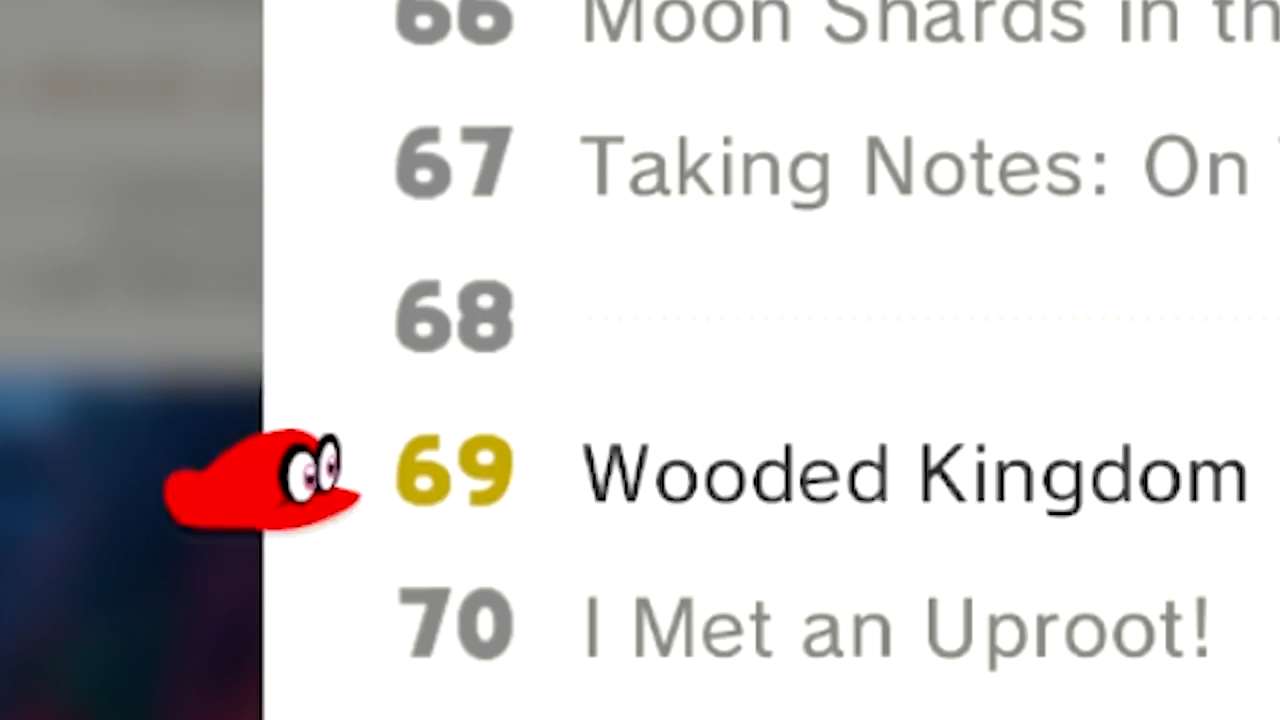 66 Moon Shards in th
67 Taking Notes: On
68
69 Wooded Kingdom
70 I Met an Uproot!